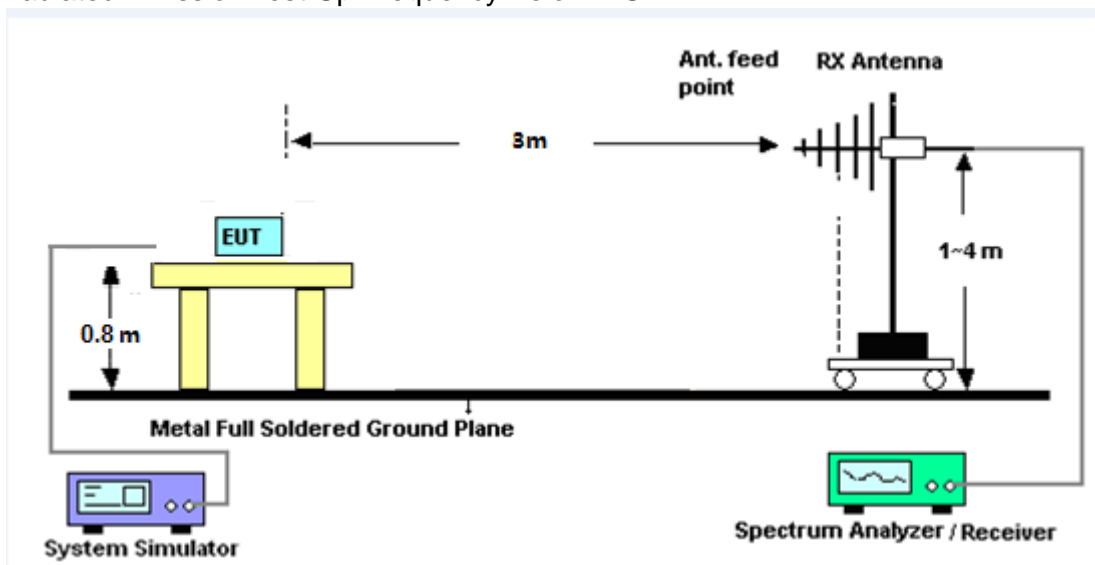 Ant. feed
point
RX Antenna
3m
EUT
1~4 m
0.8 m
Metal Full Soldered Ground Plane
System Simulator
Spectrum Analyzer / Receiver